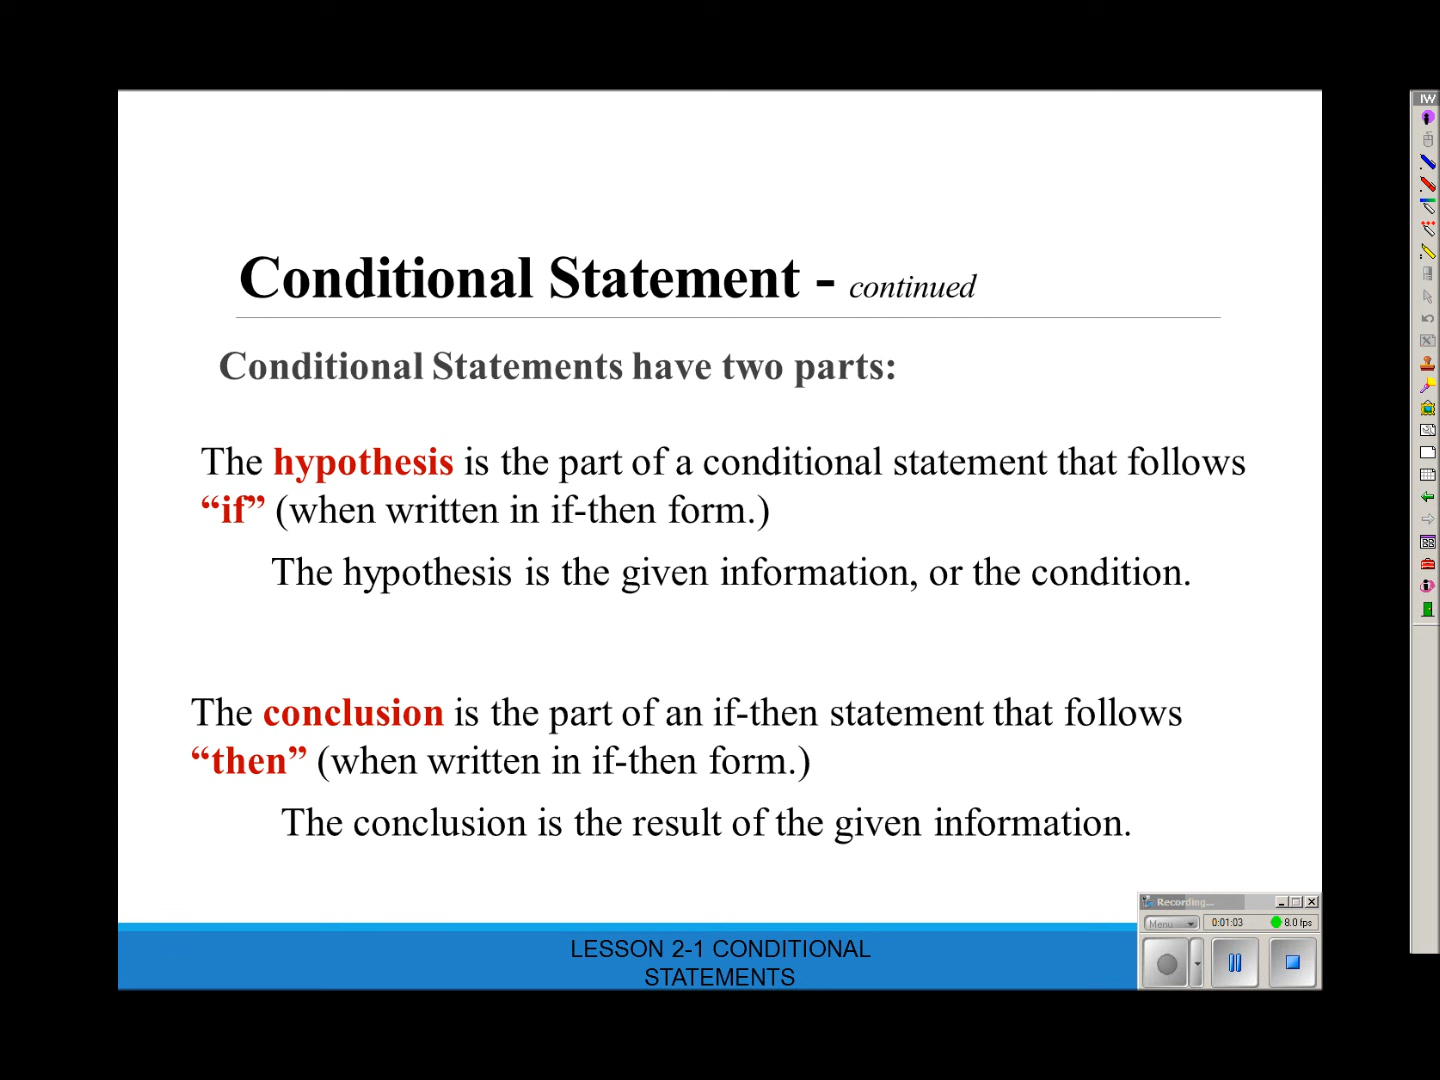 Conditional Statement - continued
Conditional Statements have two parts:
The hypothesis is the part of a conditional statement that follows
“if” (when written in if-then form.)
The hypothesis is the given information, or the condition.
The conclusion is the part of an if-then statement that follows
“then” (when written in if-then form.)
The conclusion is the result of the given information.
LESSON 2-1 CONDITIONAL
STATEMENTS
Recording...
Menu 0:01:03 8.0 fps
IW